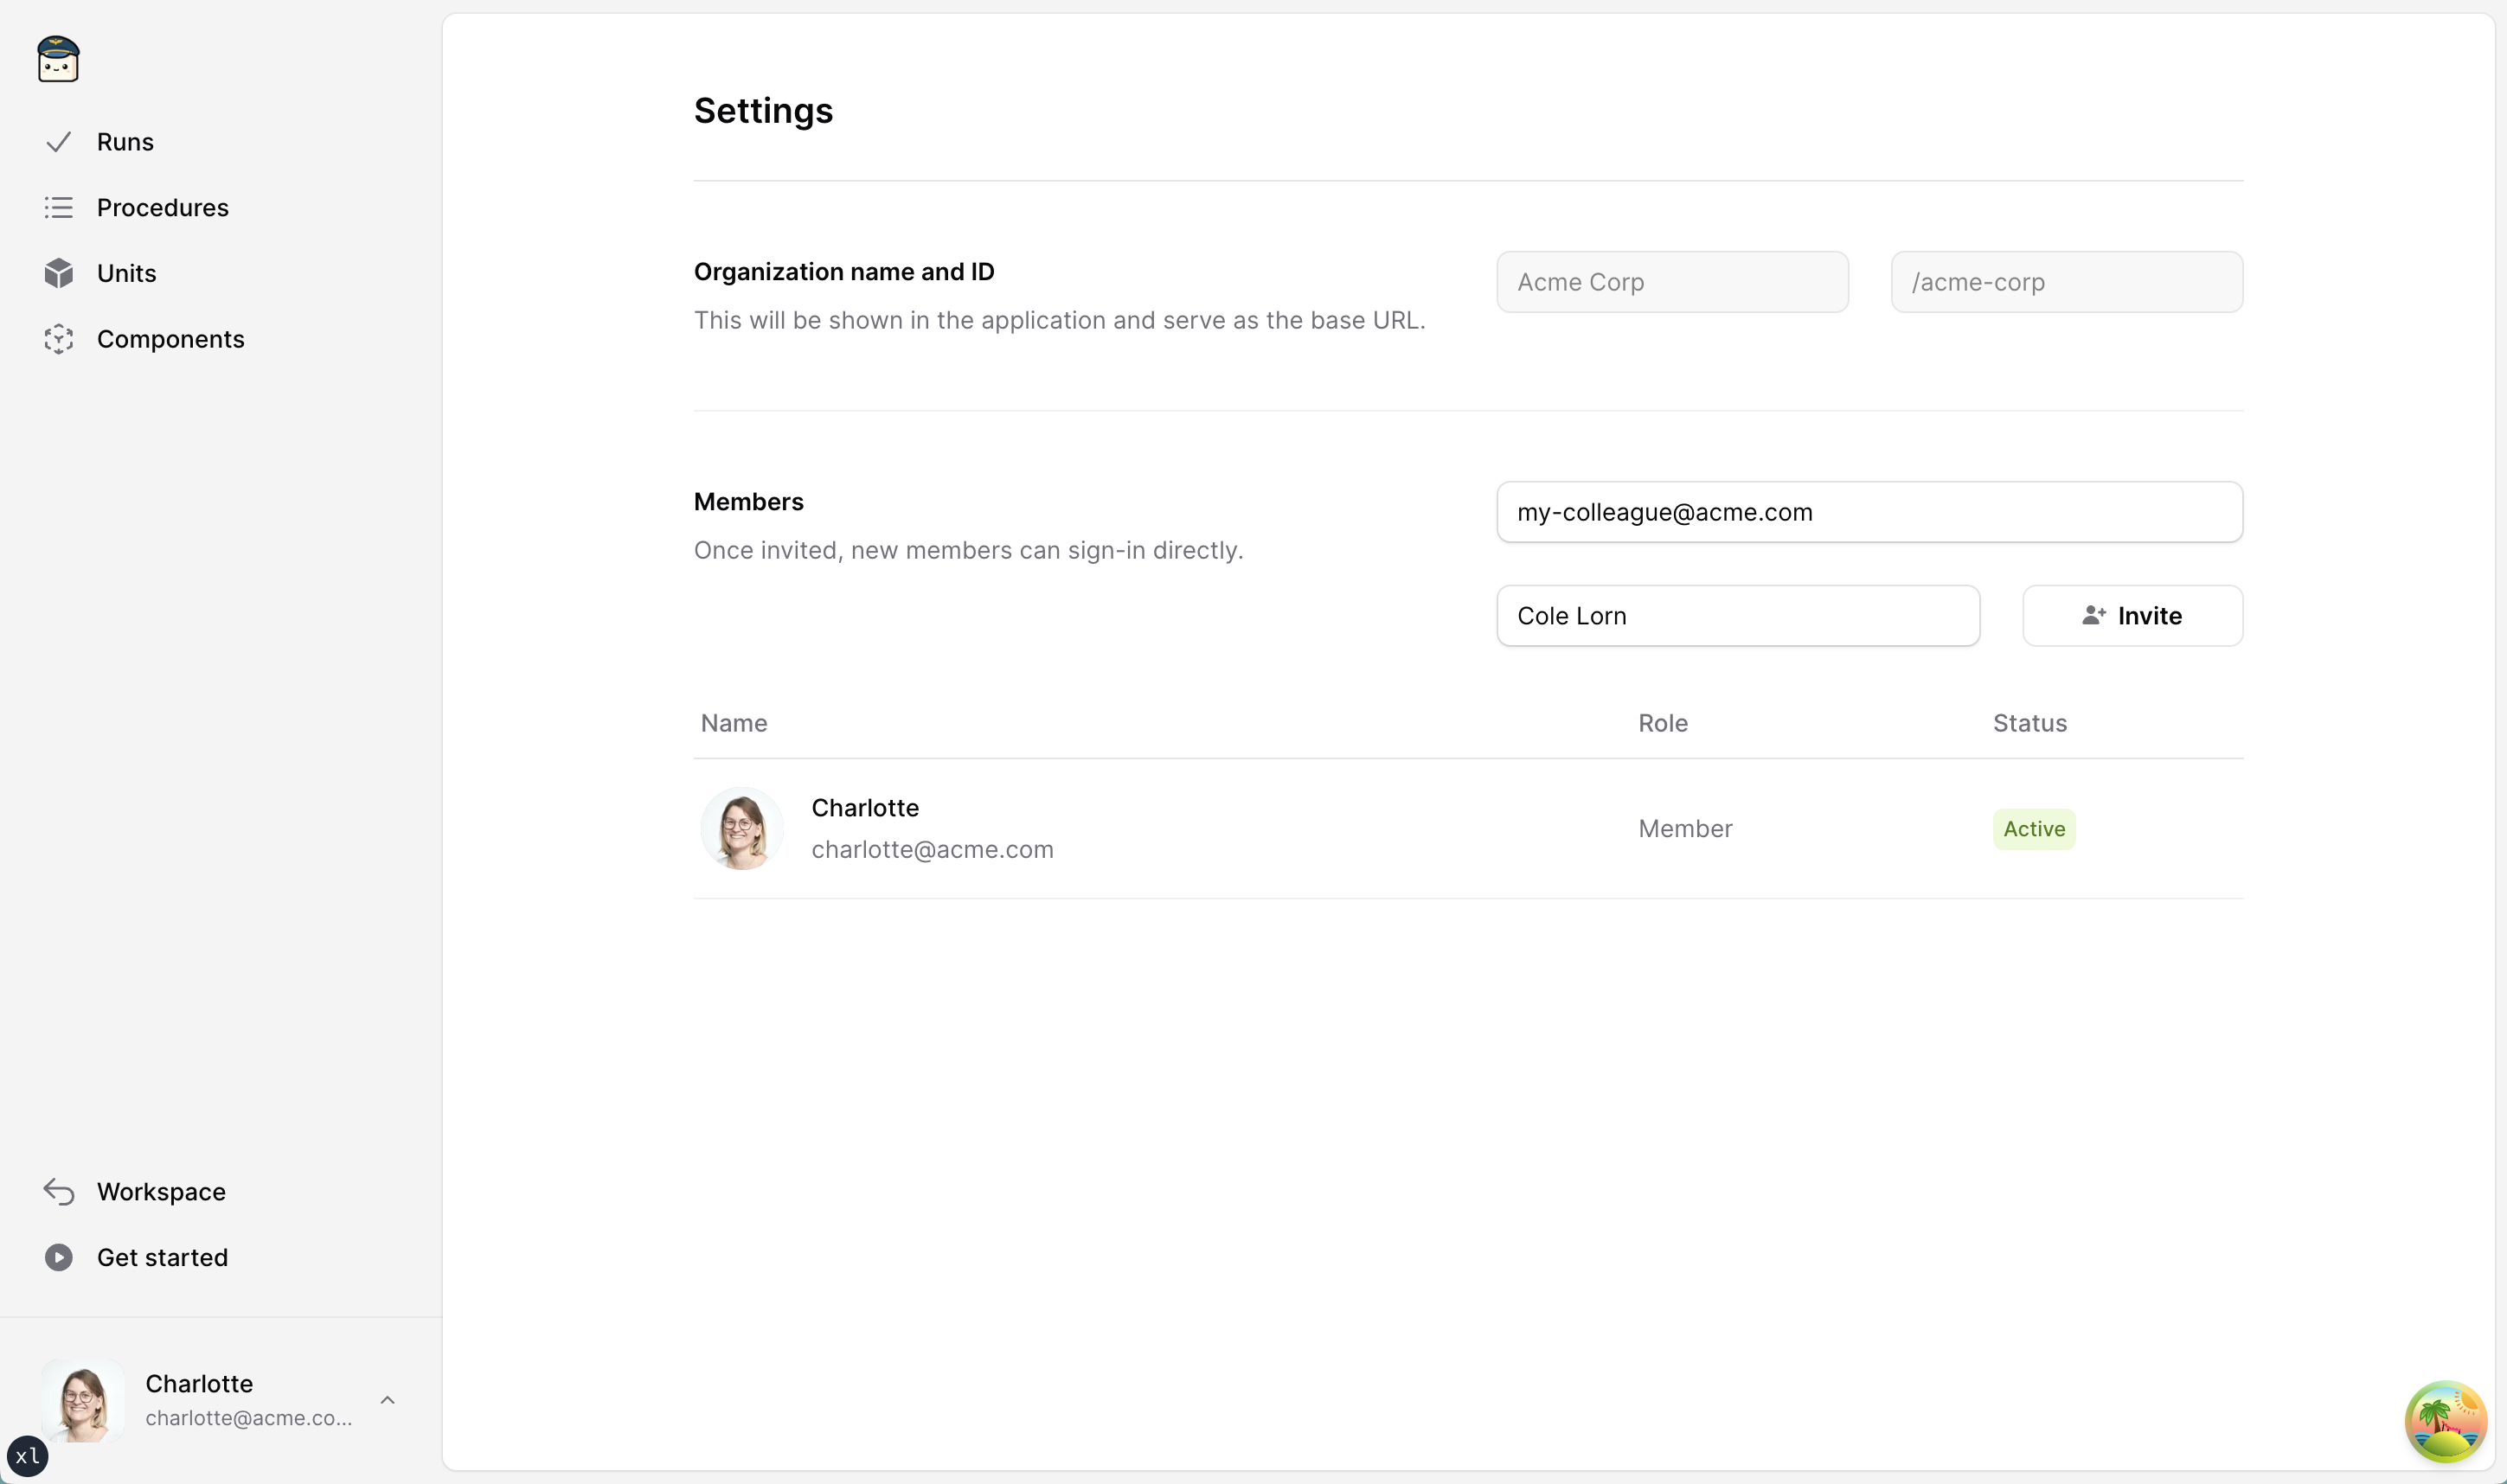 Runs
Procedures
Units
Components
Workspace
Get started
Charlotte
charlotte@acme.co...
xl
Settings
Organization name and ID
This will be shown in the application and serve as the base URL.
Acme Corp
/acme-corp
Members
Once invited, new members can sign-in directly.
my-colleague@acme.com
Cole Lorn
Invite
Name Role Status
Charlotte
charlotte@acme.com
Member
Active